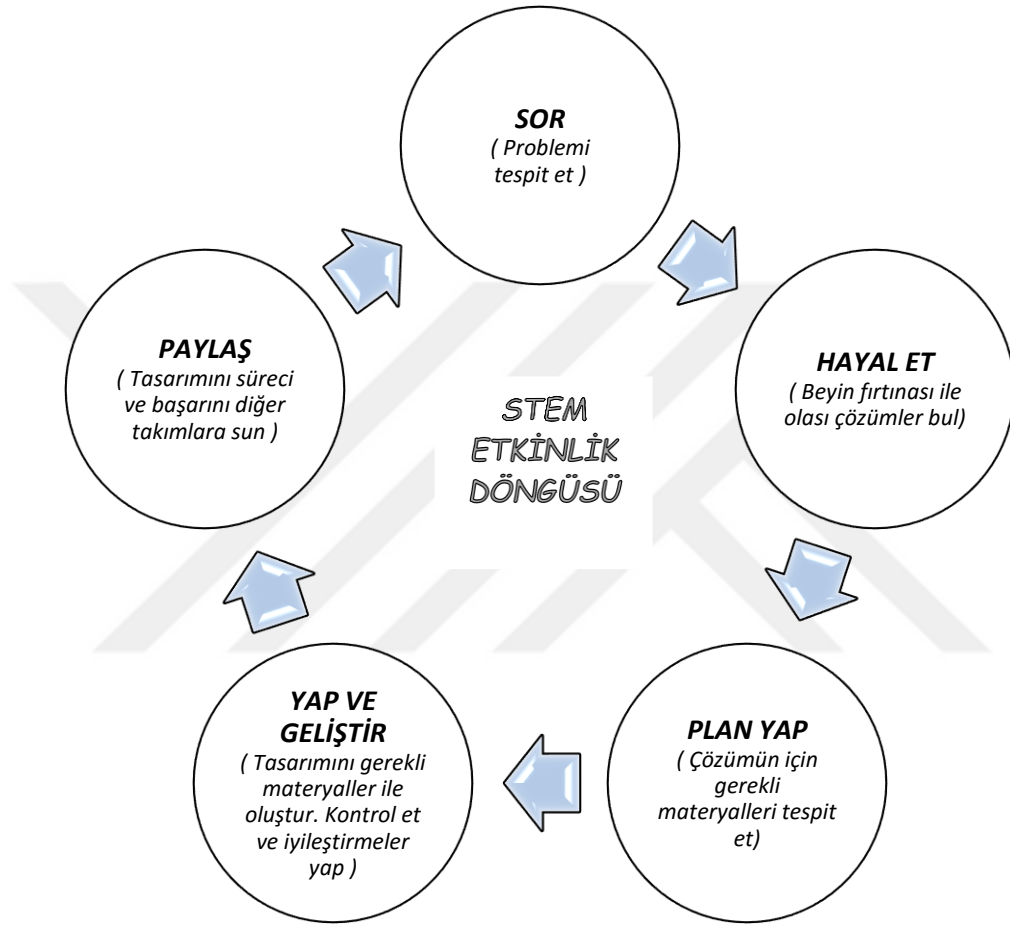 SOR
( Problemi
tespit et )
HAYAL ET
( Beyin fırtınası ile
olası çözümler bul)
PLAN YAP
( Çözümün için
gerekli
materyalleri tespit
et)
YAP VE
GELİŞTİR
( Tasarımını gerekli
materyaller ile
oluştur. Kontrol et
ve iyileştirmeler
yap )
PAYLAŞ
( Tasarımını süreci
ve başarını diğer
takımlara sun )
STEM
ETKİNLİK
DÖNGÜSÜ